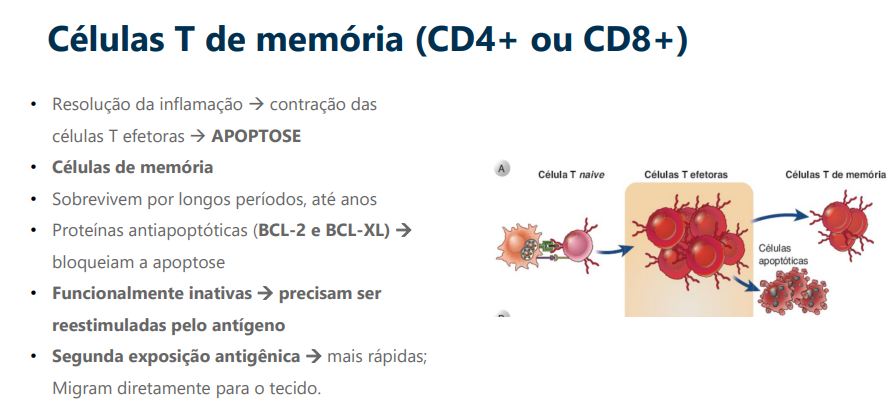 Células T de memória (CD4+ ou CD8+)
• Resolução da inflamação → contração das
células T efetoras → APOPTOSE
• Células de memória
• Sobrevivem por longos períodos, até anos
• Proteínas antiapoptóticas (BCL-2 e BCL-XL) →
bloqueiam a apoptose
• Funcionalmente inativas → precisam ser
reestimuladas pelo antígeno
• Segunda exposição antigênica → mais rápidas;
Migram diretamente para o tecido.
A
Célula T naive
Células T efetoras
Células T de memória
Células
apoptóticas